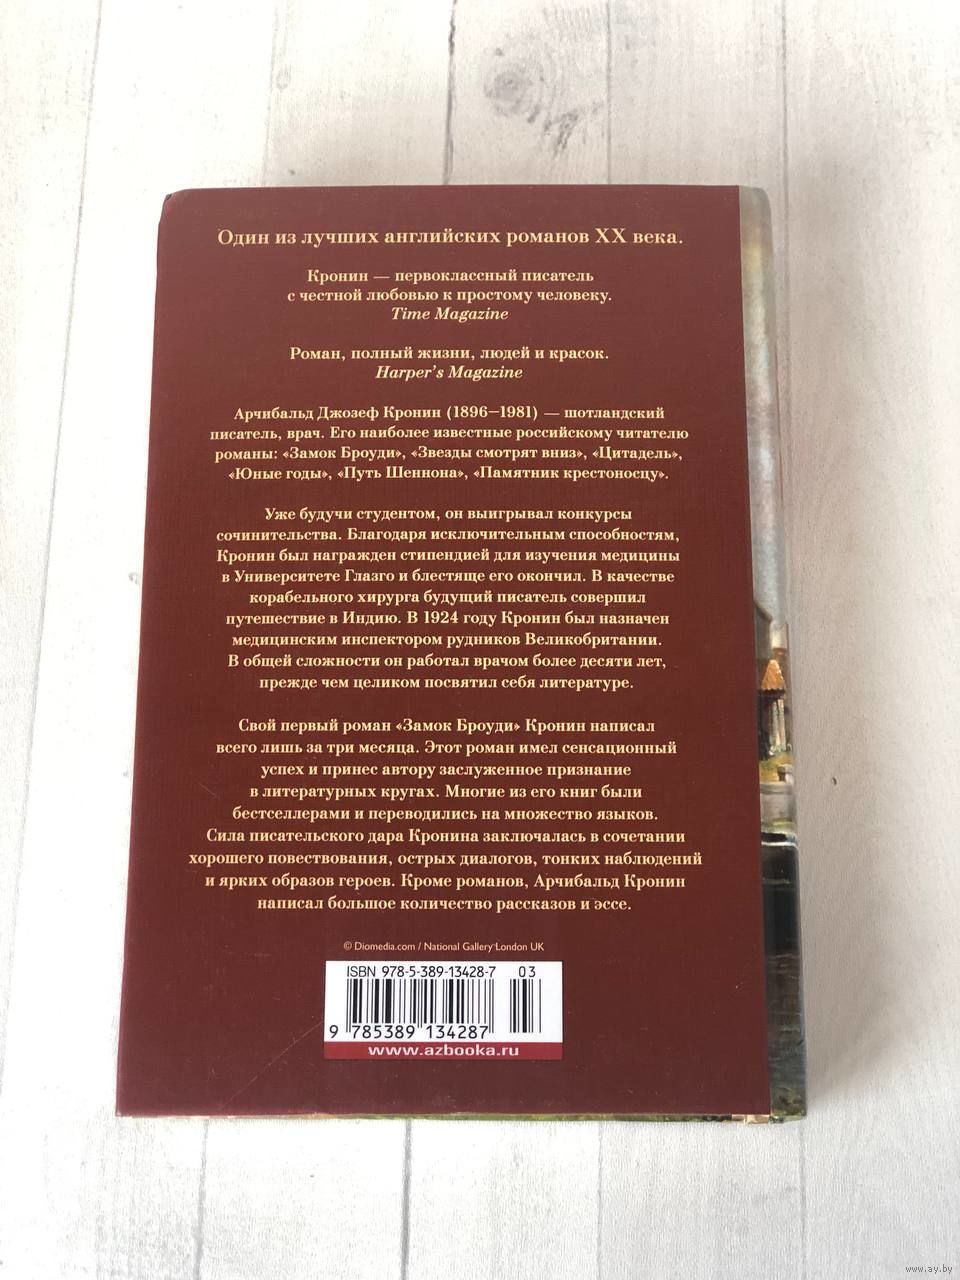 Один из лучших английских романов XX века.
Кронин — первоклассный писатель
с честной любовью к простому человеку.
Time Magazine
Роман, полный жизни, людей и красок.
Harper's Magazine
Арчибальд Джозеф Кронин (1896—1981) — шотландский
писатель, врач. Его наиболее известные российскому читателю
романы: «Замок Броуди», «Звезды смотрят вниз», «Цитадель»,
«Юные годы», «Путь Шеннона», «Памятник крестоносцу».
Уже будучи студентом, он выигрывал конкурсы
сочинительства. Благодаря исключительным способностям,
Кронин был награжден стипендией для изучения медицины
в Университете Глазго и блестяще его окончил. В качестве
корабельного хирурга будущий писатель совершил
путешествие в Индию. В 1924 году Кронин был назначен
медицинским инспектором рудников Великобритании.
В общей сложности он работал врачом более десяти лет,
прежде чем целиком посвятил себя литературе.
Свой первый роман «Замок Броуди» Кронин написал
всего лишь за три месяца. Этот роман имел сенсационный
успех и принес автору заслуженное признание
в литературных кругах. Многие из его книг были
бестселлерами и переводились на множество языков.
Сила писательского дара Кронина заключалась в сочетании
хорошего повествования, острых диалогов, тонких наблюдений
и ярких образов героев. Кроме романов, Арчибальд Кронин
написал большое количество рассказов и эссе.
© Diomedia.com / National Gallery London UK
ISBN 978-5-389-13428-7 03
9 785389 134287
www.azbooka.ru
www.ay.by